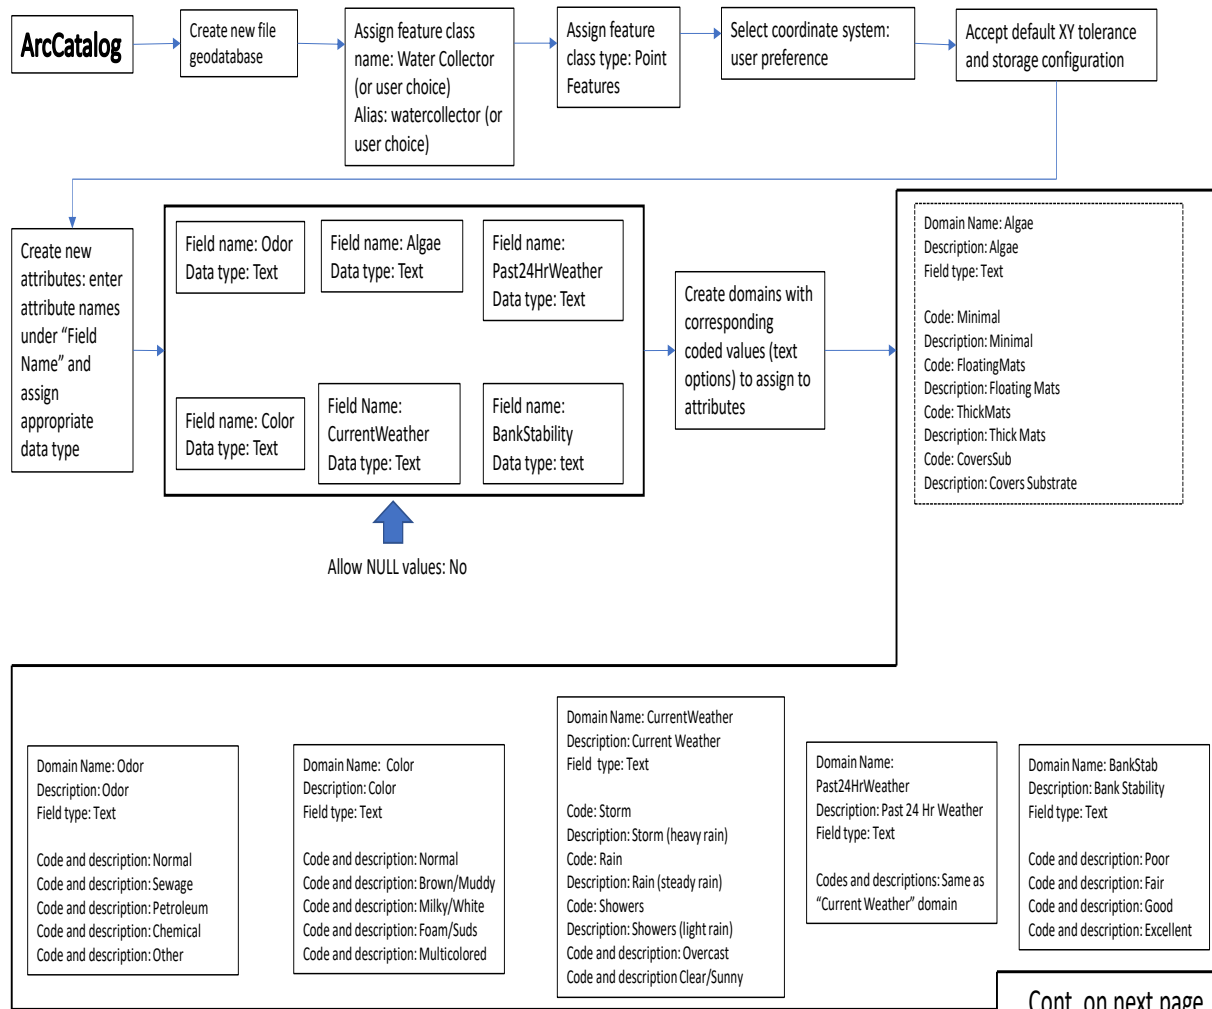 ArcCatalog
Create new file
geodatabase
Assign feature class
name: Water Collector
(or user choice)
Alias: watercollector (or
user choice)
Assign feature
class type: Point
Features
Select coordinate system:
user preference
Accept default XY tolerance
and storage configuration
Create new
attributes: enter
attribute names
under “Field
Name” and
assign
appropriate
data type
Field name: Odor
Data type: Text
Field name: Algae
Data type: Text
Field name:
Past24HrWeather
Data type: Text
Field name: Color
Data type: Text
Field Name:
CurrentWeather
Data type: Text
Field name:
BankStability
Data type: text
Allow NULL values: No
Create domains with
corresponding
coded values (text
options) to assign to
attributes
Domain Name: Algae
Description: Algae
Field type: Text
Code: Minimal
Description: Minimal
Code: FloatingMats
Description: Floating Mats
Code: ThickMats
Description: Thick Mats
Code: CoversSub
Description: Covers Substrate
Domain Name: Odor
Description: Odor
Field type: Text
Code and description: Normal
Code and description: Sewage
Code and description: Petroleum
Code and description: Chemical
Code and description: Other
Domain Name: Color
Description: Color
Field type: Text
Code and description: Normal
Code and description: Brown/Muddy
Code and description: Milky/White
Code and description: Foam/Suds
Code and description: Multicolored
Domain Name: CurrentWeather
Description: Current Weather
Field type: Text
Code: Storm
Description: Storm (heavy rain)
Code: Rain
Description: Rain (steady rain)
Code: Showers
Description: Showers (light rain)
Code and description: Overcast
Code and description Clear/Sunny
Domain Name:
Past24HrWeather
Description: Past 24 Hr Weather
Field type: Text
Codes and descriptions: Same as
“Current Weather” domain
Domain Name: BankStab
Description: Bank Stability
Field type: Text
Code and description: Poor
Code and description: Fair
Code and description: Good
Code and description: Excellent
Cont. on next page